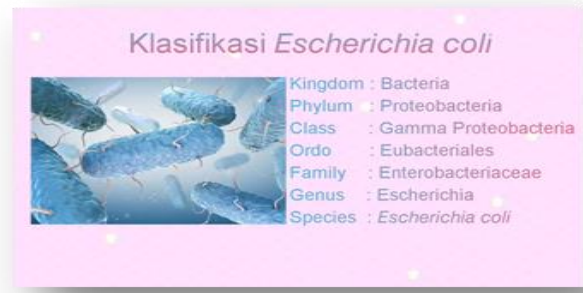 Klasifikasi Escherichia coli
Kingdom : Bacteria
Phylum : Proteobacteria
Class : Gamma Proteobacteria
Ordo : Eubacteriales
Family : Enterobacteriaceae
Genus : Escherichia
Species : Escherichia coli